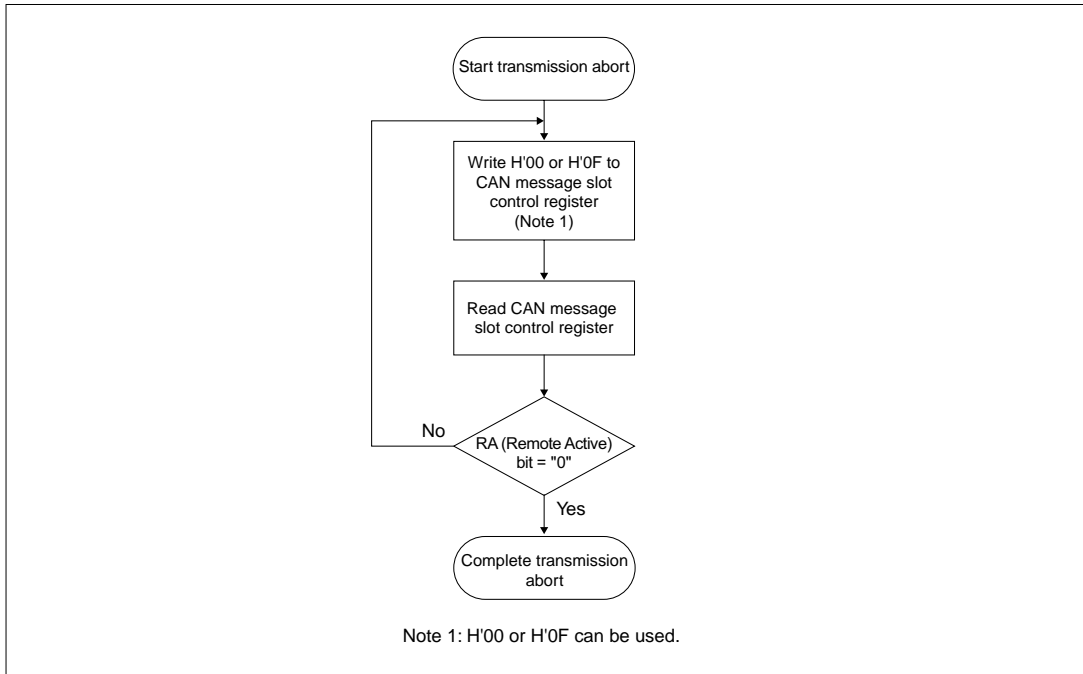 Start transmission abort
Write H'00 or H'0F to
CAN message slot
control register
(Note 1)
Read CAN message
slot control register
RA (Remote Active)
bit = "0"
No
Yes
Complete transmission
abort
Note 1: H'00 or H'0F can be used.